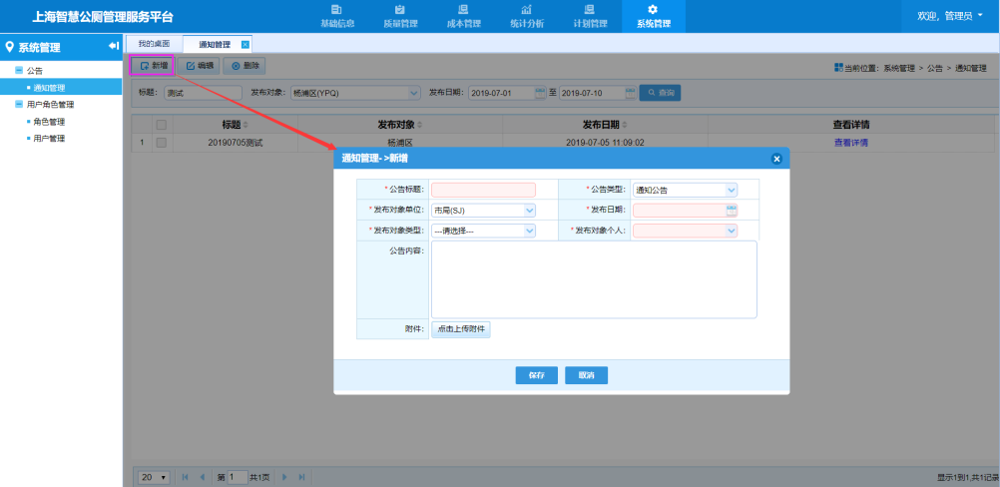 上海智慧公厕管理服务平台
基础信息 质量管理 成本管理 统计分析 计划管理 系统管理
欢迎, 管理员
系统管理
公告
通知管理
用户角色管理
角色管理
用户管理
我的桌面 通知管理
新增 编辑 删除
当前位置: 系统管理 > 公告 > 通知管理
标题: 测试 发布对象: 杨浦区(YPQ) 发布日期: 2019-07-01 至 2019-07-10 查询
标题 发布对象 发布日期 查看详情
1 20190705测试 杨浦区 2019-07-05 11:09:02 查看详情
通知管理->新增
* 公告标题: * 公告类型: 通知公告
* 发布对象单位: 市局(SJ) * 发布日期:
* 发布对象类型: ---请选择--- * 发布对象个人:
公告内容:
附件: 点击上传附件
保存 取消
20 第 1 共1页
显示1到1,共1记录